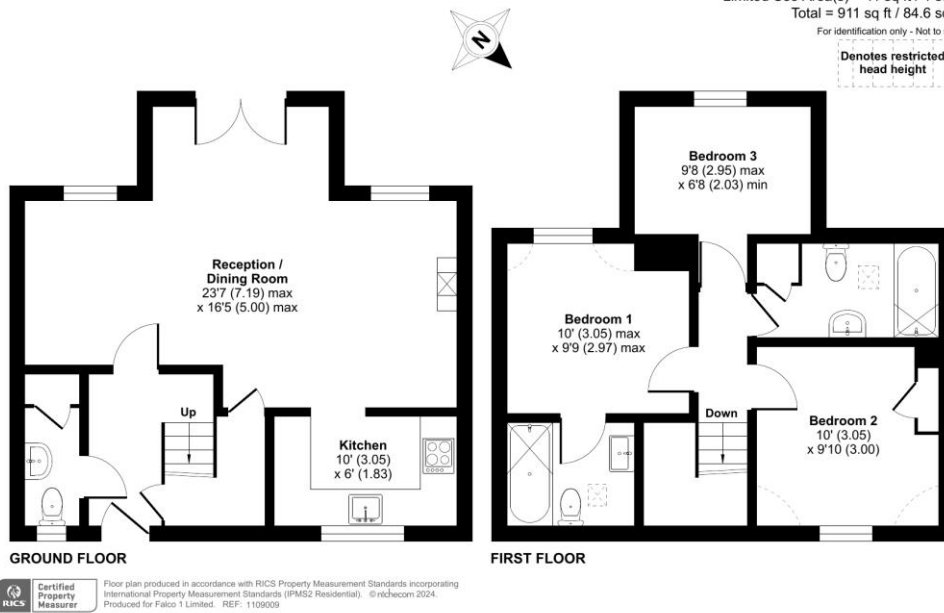 Total = 911 sq ft / 84.6
For identification only - Not to
Denotes restricted
head height
N
Bedroom 3
9'8 (2.95) max
x 6'8 (2.03) min
Reception /
Dining Room
23'7 (7.19) max
x 16'5 (5.00) max
Bedroom 1
10' (3.05) max
x 9'9 (2.97) max
Up
Kitchen
10' (3.05)
x 6' (1.83)
Down
Bedroom 2
10' (3.05)
x 9'10 (3.00)
GROUND FLOOR
FIRST FLOOR
RICS
Certified
Property
Measurer
Floor plan produced in accordance with RICS Property Measurement Standards incorporating
International Property Measurement Standards (IPMS2 Residential). © nichecom 2024.
Produced for Falco 1 Limited. REF: 1109009